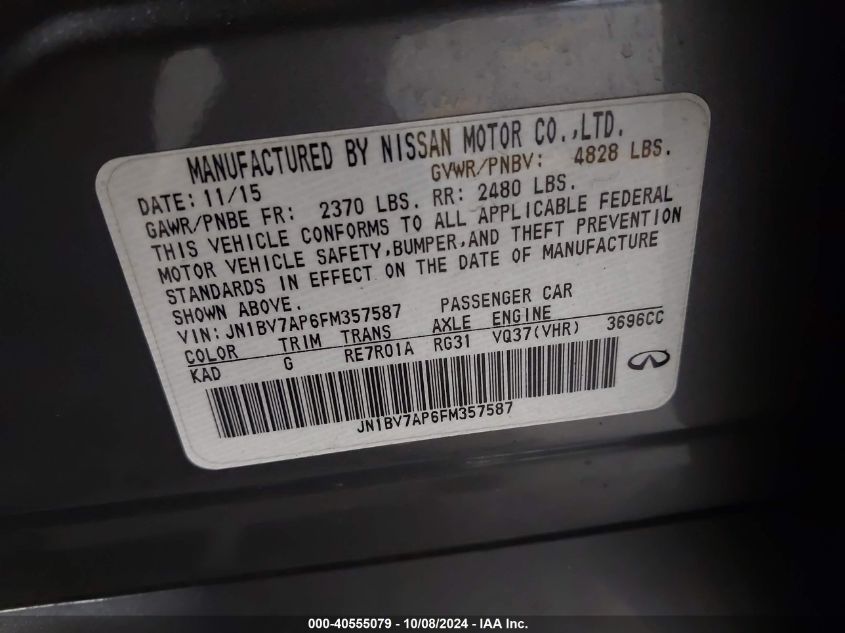 MANUFACTURED BY NISSAN MOTOR CO.,LTD.
DATE: 11/15 GVWR/PNBV: 4828 LBS.
GAWR/PNBE FR: 2370 LBS. RR: 2480 LBS.
THIS VEHICLE CONFORMS TO ALL APPLICABLE FEDERAL
MOTOR VEHICLE SAFETY,BUMPER,AND THEFT PREVENTION
STANDARDS IN EFFECT ON THE DATE OF MANUFACTURE
SHOWN ABOVE.
VIN: JN1BV7AP6FM357587 PASSENGER CAR
COLOR TRIM TRANS AXLE ENGINE
KAD G RE7R01A RG31 VQ37(VHR) 3696CC
JN1BV7AP6FM357587
000-40555079 - 10/08/2024 - IAA Inc.